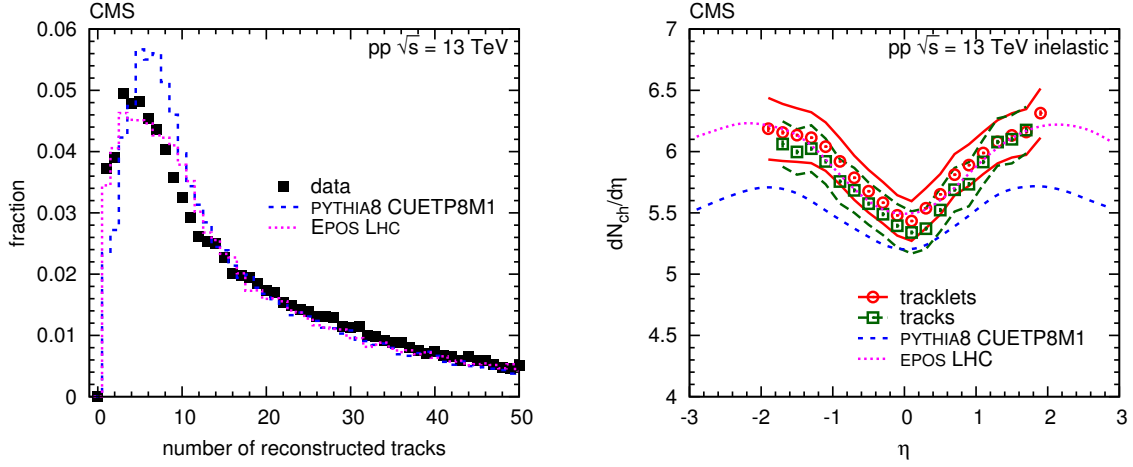 CMS
pp √s = 13 TeV
0.06
0.05
0.04
0.03
0.02
0.01
0
fraction
data
PYTHIA8 CUETP8M1
EPOS LHC
0 10 20 30 40 50
number of reconstructed tracks
CMS
pp √s = 13 TeV inelastic
7
6.5
6
5.5
5
4.5
4
dNch/dη
tracklets
tracks
PYTHIA8 CUETP8M1
EPOS LHC
-3 -2 -1 0 1 2 3
η